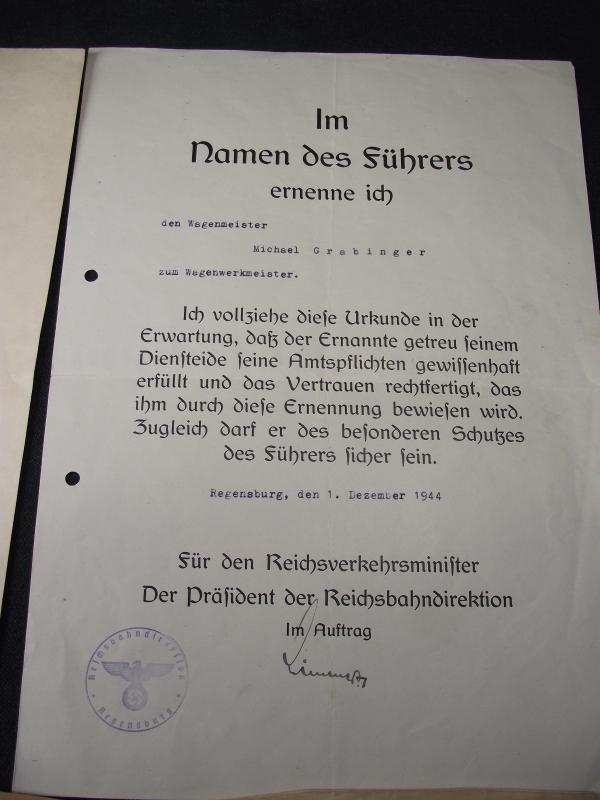 Im
Namen des Führers
ernenne ich
den Wagenmeister
Michael Grabinger
zum Wagenwerkmeister.
Ich vollziehe dieſe Urkunde in der
Erwartung, daß der Ernannte getreu ſeinem
Dienſteide ſeine Amtspflichten gewiſſenhaft
erfüllt und das Vertrauen rechtfertigt, das
ihm durch dieſe Ernennung bewieſen wird.
Zugleich darf er des beſonderen Schutzes
des Führers ſicher ſein.
Regensburg, den 1. Dezember 1944
Für den Reichsverkehrsminiſter
Der Präſident der Reichsbahndirektion
Im Auftrag
Reichsbahndirektion
Regensburg